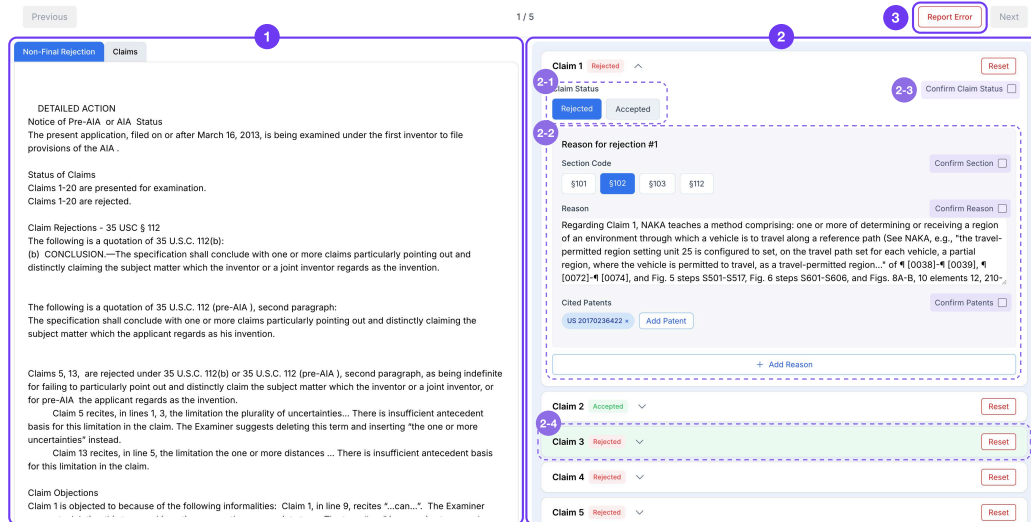 Previous
1 / 5
3
Report Error
Next
1
Non-Final Rejection
Claims
DETAILED ACTION
Notice of Pre-AIA or AIA Status
The present application, filed on or after March 16, 2013, is being examined under the first inventor to file
provisions of the AIA .
Status of Claims
Claims 1-20 are presented for examination.
Claims 1-20 are rejected.
Claim Rejections - 35 USC § 112
The following is a quotation of 35 U.S.C. 112(b):
(b) CONCLUSION.—The specification shall conclude with one or more claims particularly pointing out and
distinctly claiming the subject matter which the inventor or a joint inventor regards as the invention.
The following is a quotation of 35 U.S.C. 112 (pre-AIA ), second paragraph:
The specification shall conclude with one or more claims particularly pointing out and distinctly claiming the
subject matter which the applicant regards as his invention.
Claims 5, 13, are rejected under 35 U.S.C. 112(b) or 35 U.S.C. 112 (pre-AIA ), second paragraph, as being indefinite
for failing to particularly point out and distinctly claim the subject matter which the inventor or a joint inventor, or
for pre-AIA the applicant regards as the invention.
Claim 5 recites, in lines 1, 3, the limitation the plurality of uncertainties... There is insufficient antecedent
basis for this limitation in the claim. The Examiner suggests deleting this term and inserting “the one or more
uncertainties” instead.
Claim 13 recites, in line 5, the limitation the one or more distances ... There is insufficient antecedent basis
for this limitation in the claim.
Claim Objections
Claim 1 is objected to because of the following informalities: Claim 1, in line 9, recites “...can...”. The Examiner
2
Claim 1 Rejected
Reset
2-1
Claim Status
2-3
Confirm Claim Status
Rejected
Accepted
2-2
Reason for rejection #1
Section Code
Confirm Section
§101
§102
§103
§112
Reason
Confirm Reason
Regarding Claim 1, NAKA teaches a method comprising: one or more of determining or receiving a region
of an environment through which a vehicle is to travel along a reference path (See NAKA, e.g., "the travel-
permitted region setting unit 25 is configured to set, on the travel path set for each vehicle, a partial
region, where the vehicle is permitted to travel, as a travel-permitted region..." of ¶ [0038]-¶ [0039], ¶
[0072]-¶ [0074], and Fig. 5 steps S501-S517, Fig. 6 steps S601-S606, and Figs. 8A-B, 10 elements 12, 210-
Cited Patents
Confirm Patents
US 20170236422 ×
Add Patent
+ Add Reason
Claim 2 Accepted
Reset
2-4
Claim 3 Rejected
Reset
Claim 4 Rejected
Reset
Claim 5 Rejected
Reset